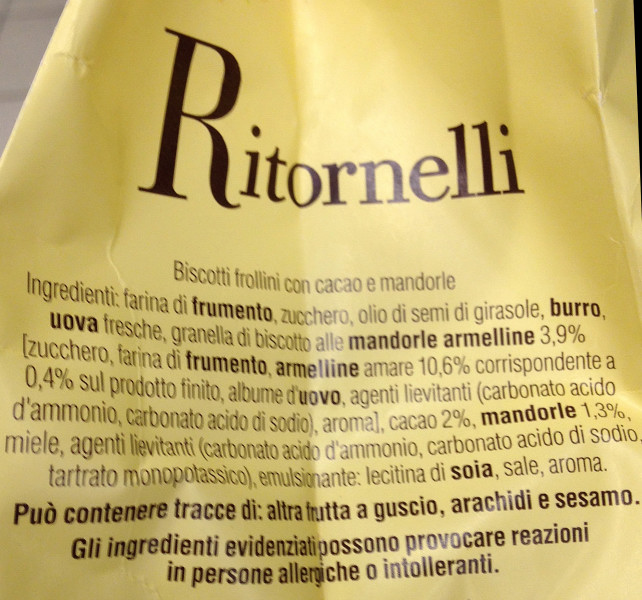 Ritornelli
Biscotti frollini con cacao e mandorle
Ingredienti: farina di frumento, zucchero, olio di semi di girasole, burro,
uova fresche, granella di biscotto alle mandorle armelline 3,9%
[zucchero, farina di frumento, armelline amare 10,6% corrispondente a
0,4% sul prodotto finito, albume d'uovo, agenti lievitanti (carbonato acido
d'ammonio, carbonato acido di sodio), aroma], cacao 2%, mandorle 1,3%,
miele, agenti lievitanti (carbonato acido d'ammonio, carbonato acido di sodio,
tartrato monopotassico), emulsionante: lecitina di soia, sale, aroma.
Può contenere tracce di: altra frutta a guscio, arachidi e sesamo.
Gli ingredienti evidenziati possono provocare reazioni
in persone allergiche o intolleranti.